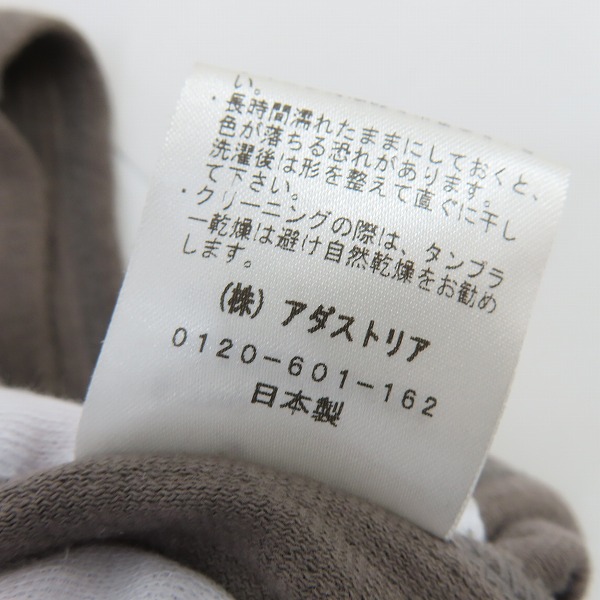 い。
・長時間濡れたままにしておくと、
色が落ちる恐れがあります。
洗濯後は形を整えて直ぐに干し
て下さい。
・クリーニングの際は、タンブラ
ー乾燥は避け自然乾燥をお勧め
します。
(株) アダストリア
0120-601-162
日本製